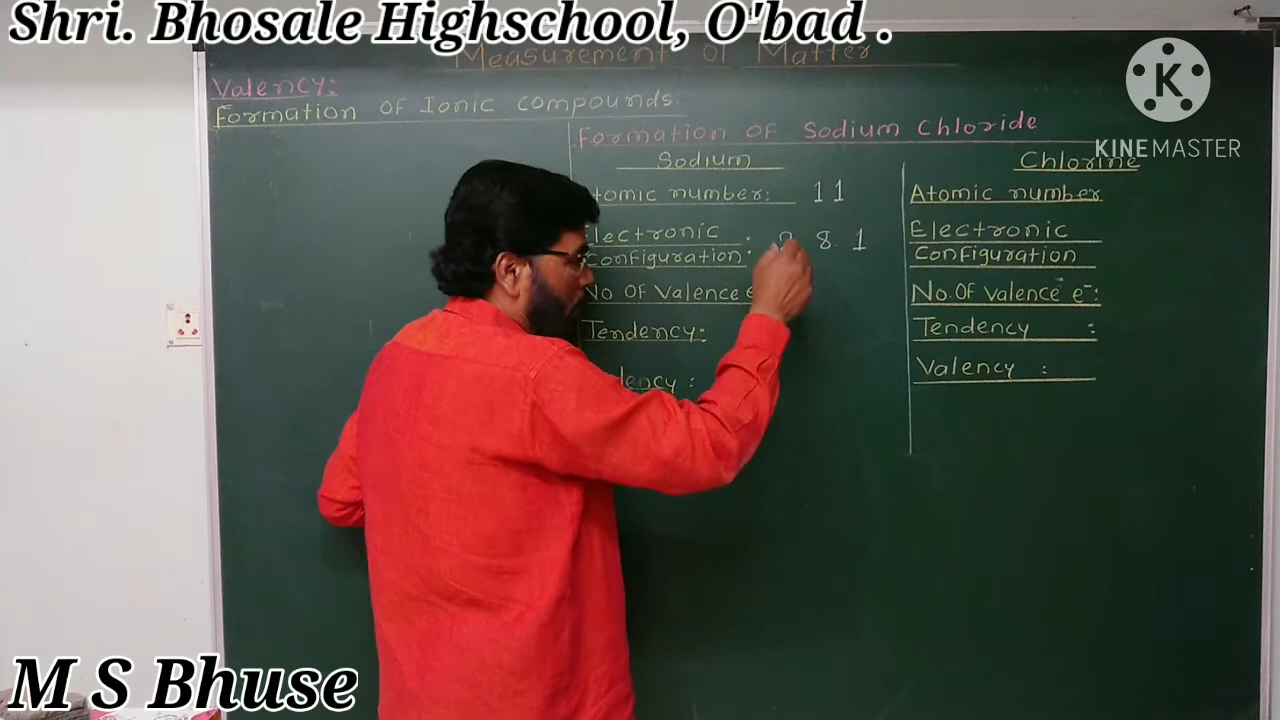 Shri. Bhosale Highschool, O'bad .
Measurement of Matter
Valency:
Formation of Ionic compounds:
Formation of Sodium Chloride
Sodium
Atomic number: 11
Electronic
Configuration: 8 1
No of Valence e
Tendency:
Chlorine
Atomic number
Electronic
Configuration
No. of valence e⁻:
Tendency :
Valency :
K
KINEMASTER
M S Bhuse